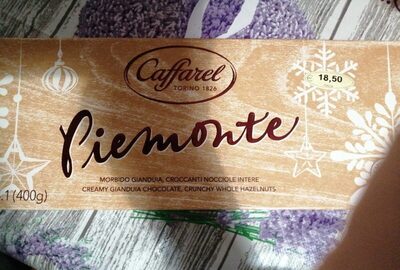 Caffarel
TORINO 1826
18,50
Piemonte
MORBIDO GIANDUIA, CROCCANTI NOCCIOLE INTERE
CREAMY GIANDUIA CHOCOLATE, CRUNCHY WHOLE HAZELNUTS
.1 (400g)